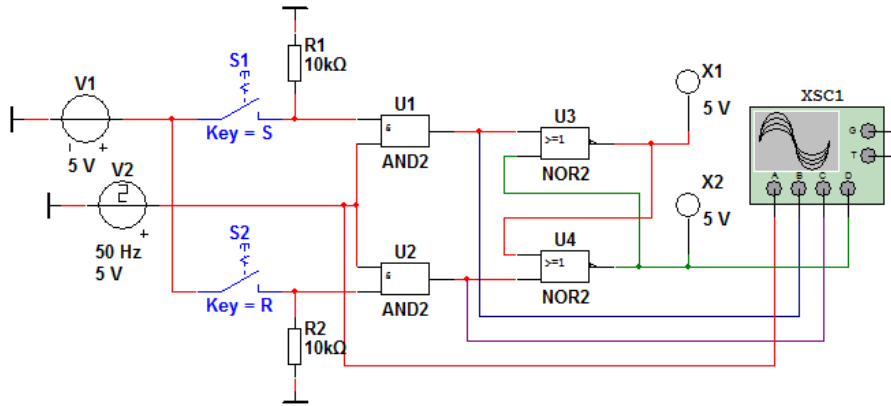 V1
5 V
V2
50 Hz
5 V
S1
Key = S
R1
10kΩ
U1
&
AND2
S2
Key = R
R2
10kΩ
U2
&
AND2
U3
>=1
NOR2
U4
>=1
NOR2
X1
5 V
X2
5 V
XSC1
G
T
A
B
C
D